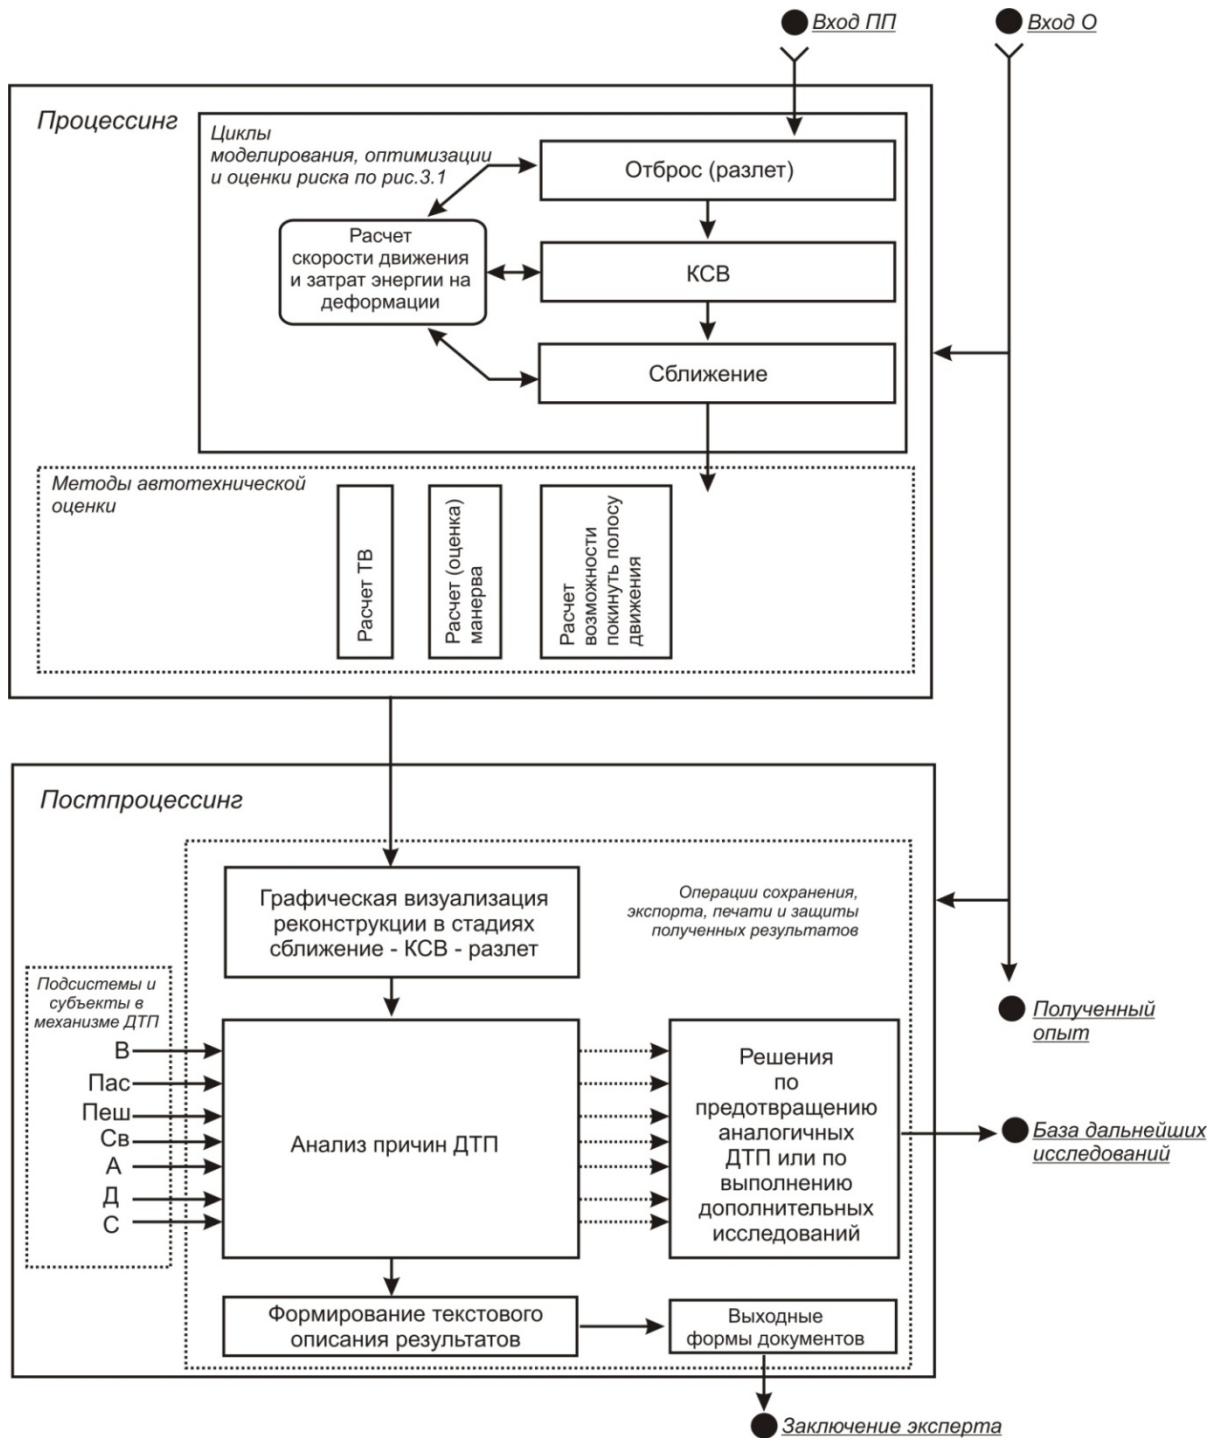 Вход ПП
Вход О
Процессинг
Циклы
моделирования, оптимизации
и оценки риска по рис.3.1
Отброс (разлет)
Расчет
скорости движения
и затрат энергии на
деформации
КСВ
Сближение
Методы автотехнической
оценки
Расчет ТВ
Расчет (оценка)
манерва
Расчет
возможности
покинуть полосу
движения
Постпроцессинг
Графическая визуализация
реконструкции в стадиях
сближение - КСВ - разлет
Операции сохранения,
экспорта, печати и защиты
полученных результатов
Подсистемы и
субъекты в
механизме ДТП
В
Пас
Пеш
Св
А
Д
С
Анализ причин ДТП
Решения
по
предотвращению
аналогичных
ДТП или по
выполнению
дополнительных
исследований
Полученный
опыт
База дальнейших
исследований
Формирование текстового
описания результатов
Выходные
формы документов
Заключение эксперта